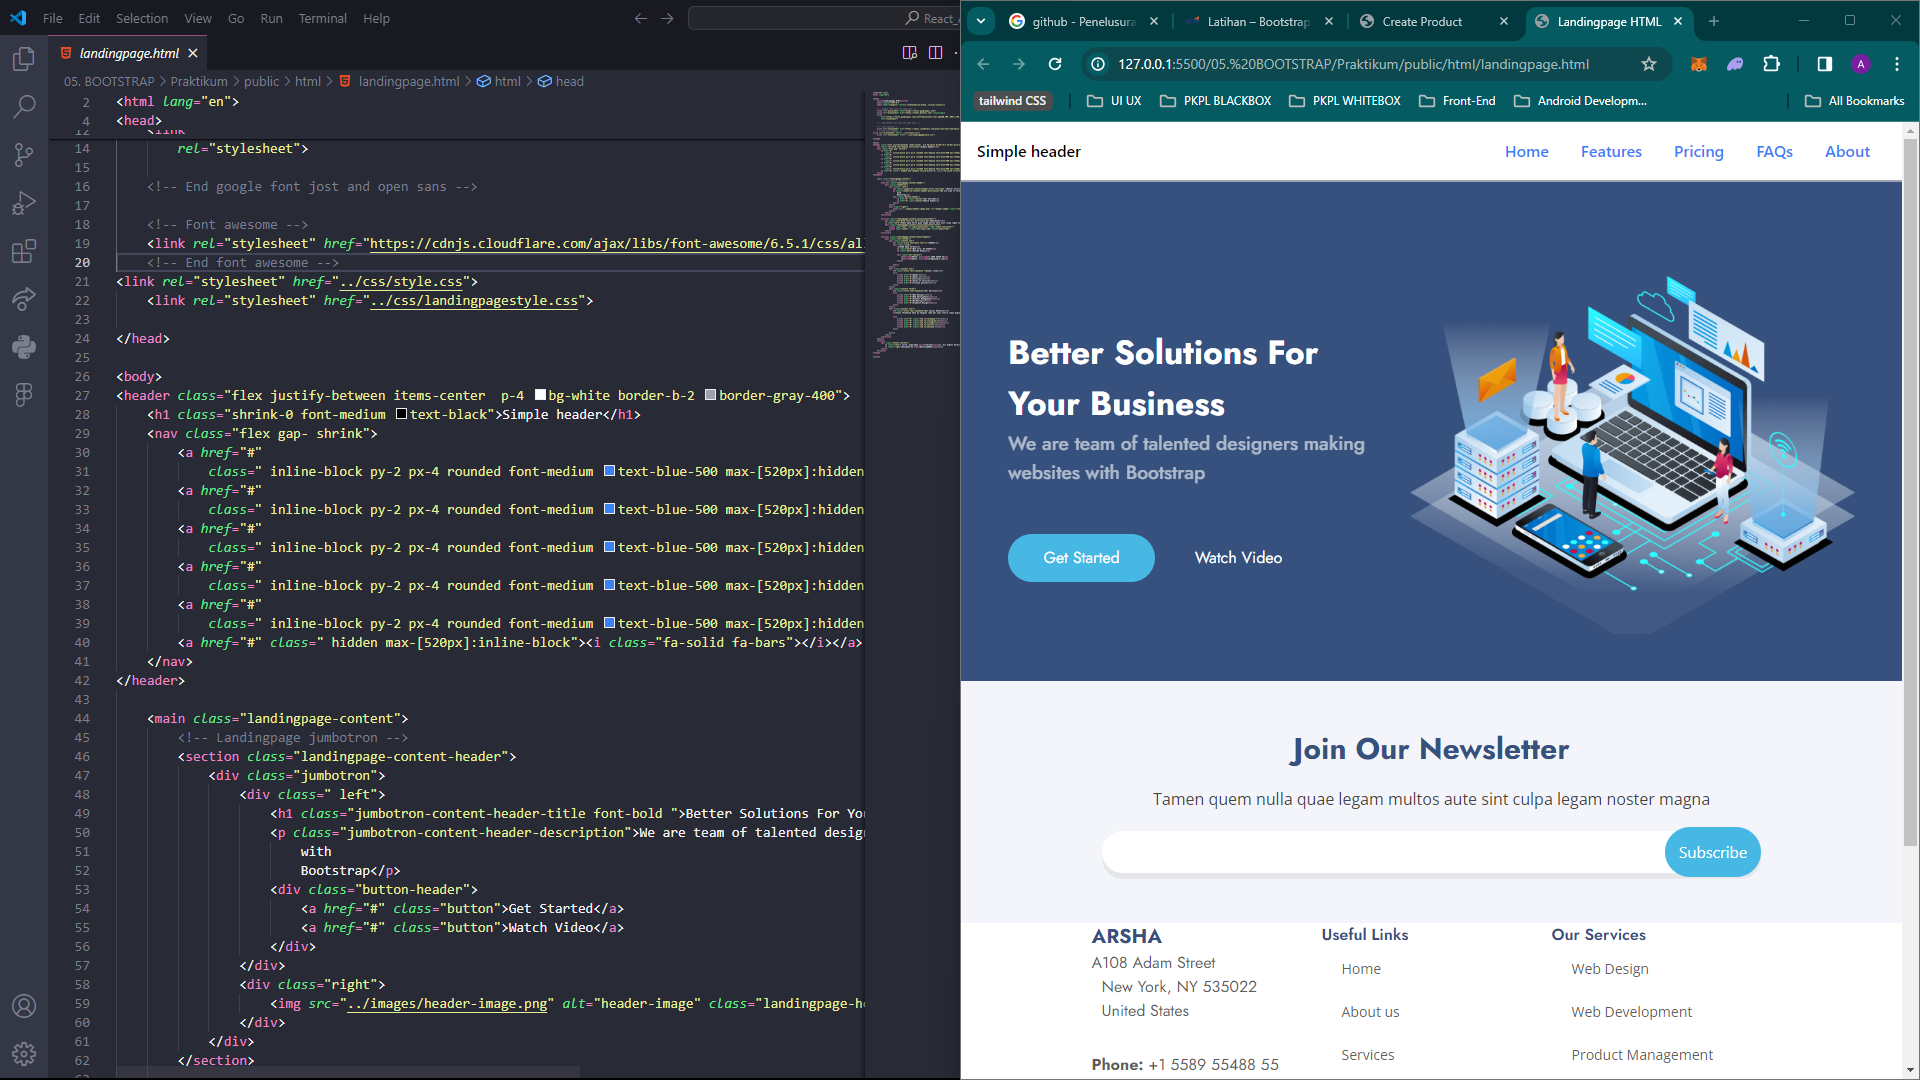 File Edit Selection View Go Run Terminal Help
React_
landingpage.html
05. BOOTSTRAP > Praktikum > public > html > landingpage.html > html > head
2 <html lang="en">
4 <head>
12 <link
14 rel="stylesheet">
15
16 <!-- End google font jost and open sans -->
17
18 <!-- Font awesome -->
19 <link rel="stylesheet" href="https://cdnjs.cloudflare.com/ajax/libs/font-awesome/6.5.1/css/al
20 <!-- End font awesome -->
21 <link rel="stylesheet" href="../css/style.css">
22 <link rel="stylesheet" href="../css/landingpagestyle.css">
23
24 </head>
25
26 <body>
27 <header class="flex justify-between items-center  p-4 bg-white border-b-2 border-gray-400">
28 <h1 class="shrink-0 font-medium text-black">Simple header</h1>
29 <nav class="flex gap- shrink">
30 <a href="#"
31 class=" inline-block py-2 px-4 rounded font-medium text-blue-500 max-[520px]:hidden
32 <a href="#"
33 class=" inline-block py-2 px-4 rounded font-medium text-blue-500 max-[520px]:hidden
34 <a href="#"
35 class=" inline-block py-2 px-4 rounded font-medium text-blue-500 max-[520px]:hidden
36 <a href="#"
37 class=" inline-block py-2 px-4 rounded font-medium text-blue-500 max-[520px]:hidden
38 <a href="#"
39 class=" inline-block py-2 px-4 rounded font-medium text-blue-500 max-[520px]:hidden
40 <a href="#" class=" hidden max-[520px]:inline-block"><i class="fa-solid fa-bars"></i></a>
41 </nav>
42 </header>
43
44 <main class="landingpage-content">
45 <!-- Landingpage jumbotron -->
46 <section class="landingpage-content-header">
47 <div class="jumbotron">
48 <div class=" left">
49 <h1 class="jumbotron-content-header-title font-bold ">Better Solutions For Yo
50 <p class="jumbotron-content-header-description">We are team of talented desig
51 with
52 Bootstrap</p>
53 <div class="button-header">
54 <a href="#" class="button">Get Started</a>
55 <a href="#" class="button">Watch Video</a>
56 </div>
57 </div>
58 <div class="right">
59 <img src="../images/header-image.png" alt="header-image" class="landingpage-h
60 </div>
61 </div>
62 </section>
github - Penelusura
Latihan – Bootstrap
Create Product
Landingpage HTML
127.0.0.1:5500/05.%20BOOTSTRAP/Praktikum/public/html/landingpage.html
A
tailwind CSS
UI UX
PKPL BLACKBOX
PKPL WHITEBOX
Front-End
Android Developm...
All Bookmarks
Simple header
Home Features Pricing FAQs About
Better Solutions For
Your Business
We are team of talented designers making
websites with Bootstrap
Get Started
Watch Video
Join Our Newsletter
Tamen quem nulla quae legam multos aute sint culpa legam noster magna
Subscribe
ARSHA
A108 Adam Street
New York, NY 535022
United States
Phone: +1 5589 55488 55
Useful Links
Home
About us
Services
Our Services
Web Design
Web Development
Product Management